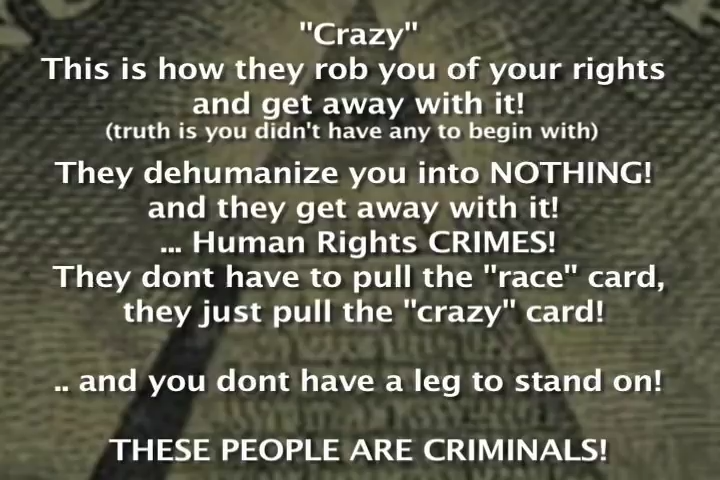 "Crazy"
This is how they rob you of your rights
and get away with it!
(truth is you didn't have any to begin with)
They dehumanize you into NOTHING!
and they get away with it!
... Human Rights CRIMES!
They dont have to pull the "race" card,
they just pull the "crazy" card!
.. and you dont have a leg to stand on!
THESE PEOPLE ARE CRIMINALS!